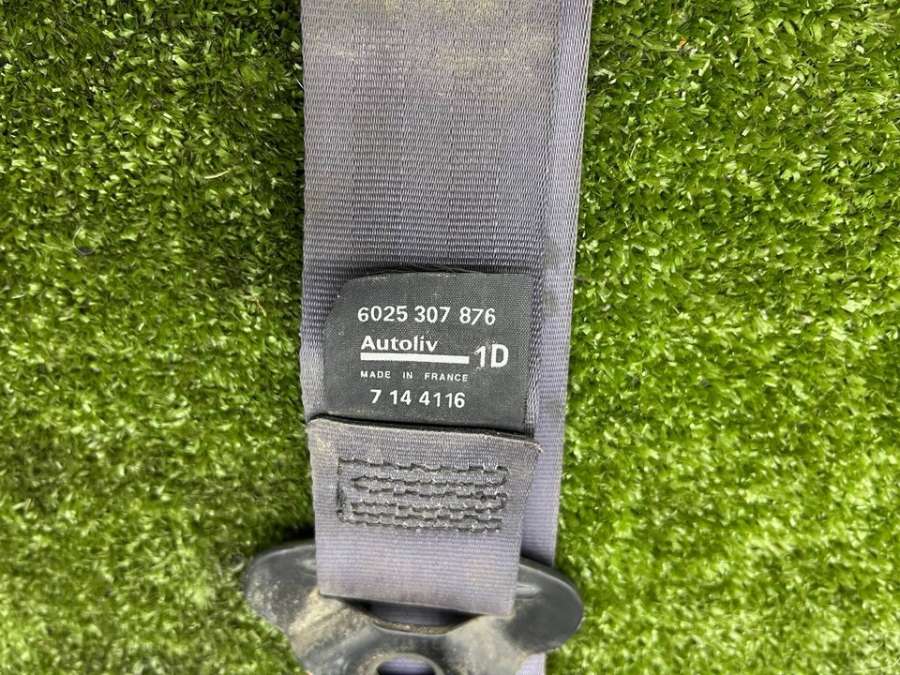 6025 307 876
Autoliv 1D
MADE IN FRANCE
7 14 4116